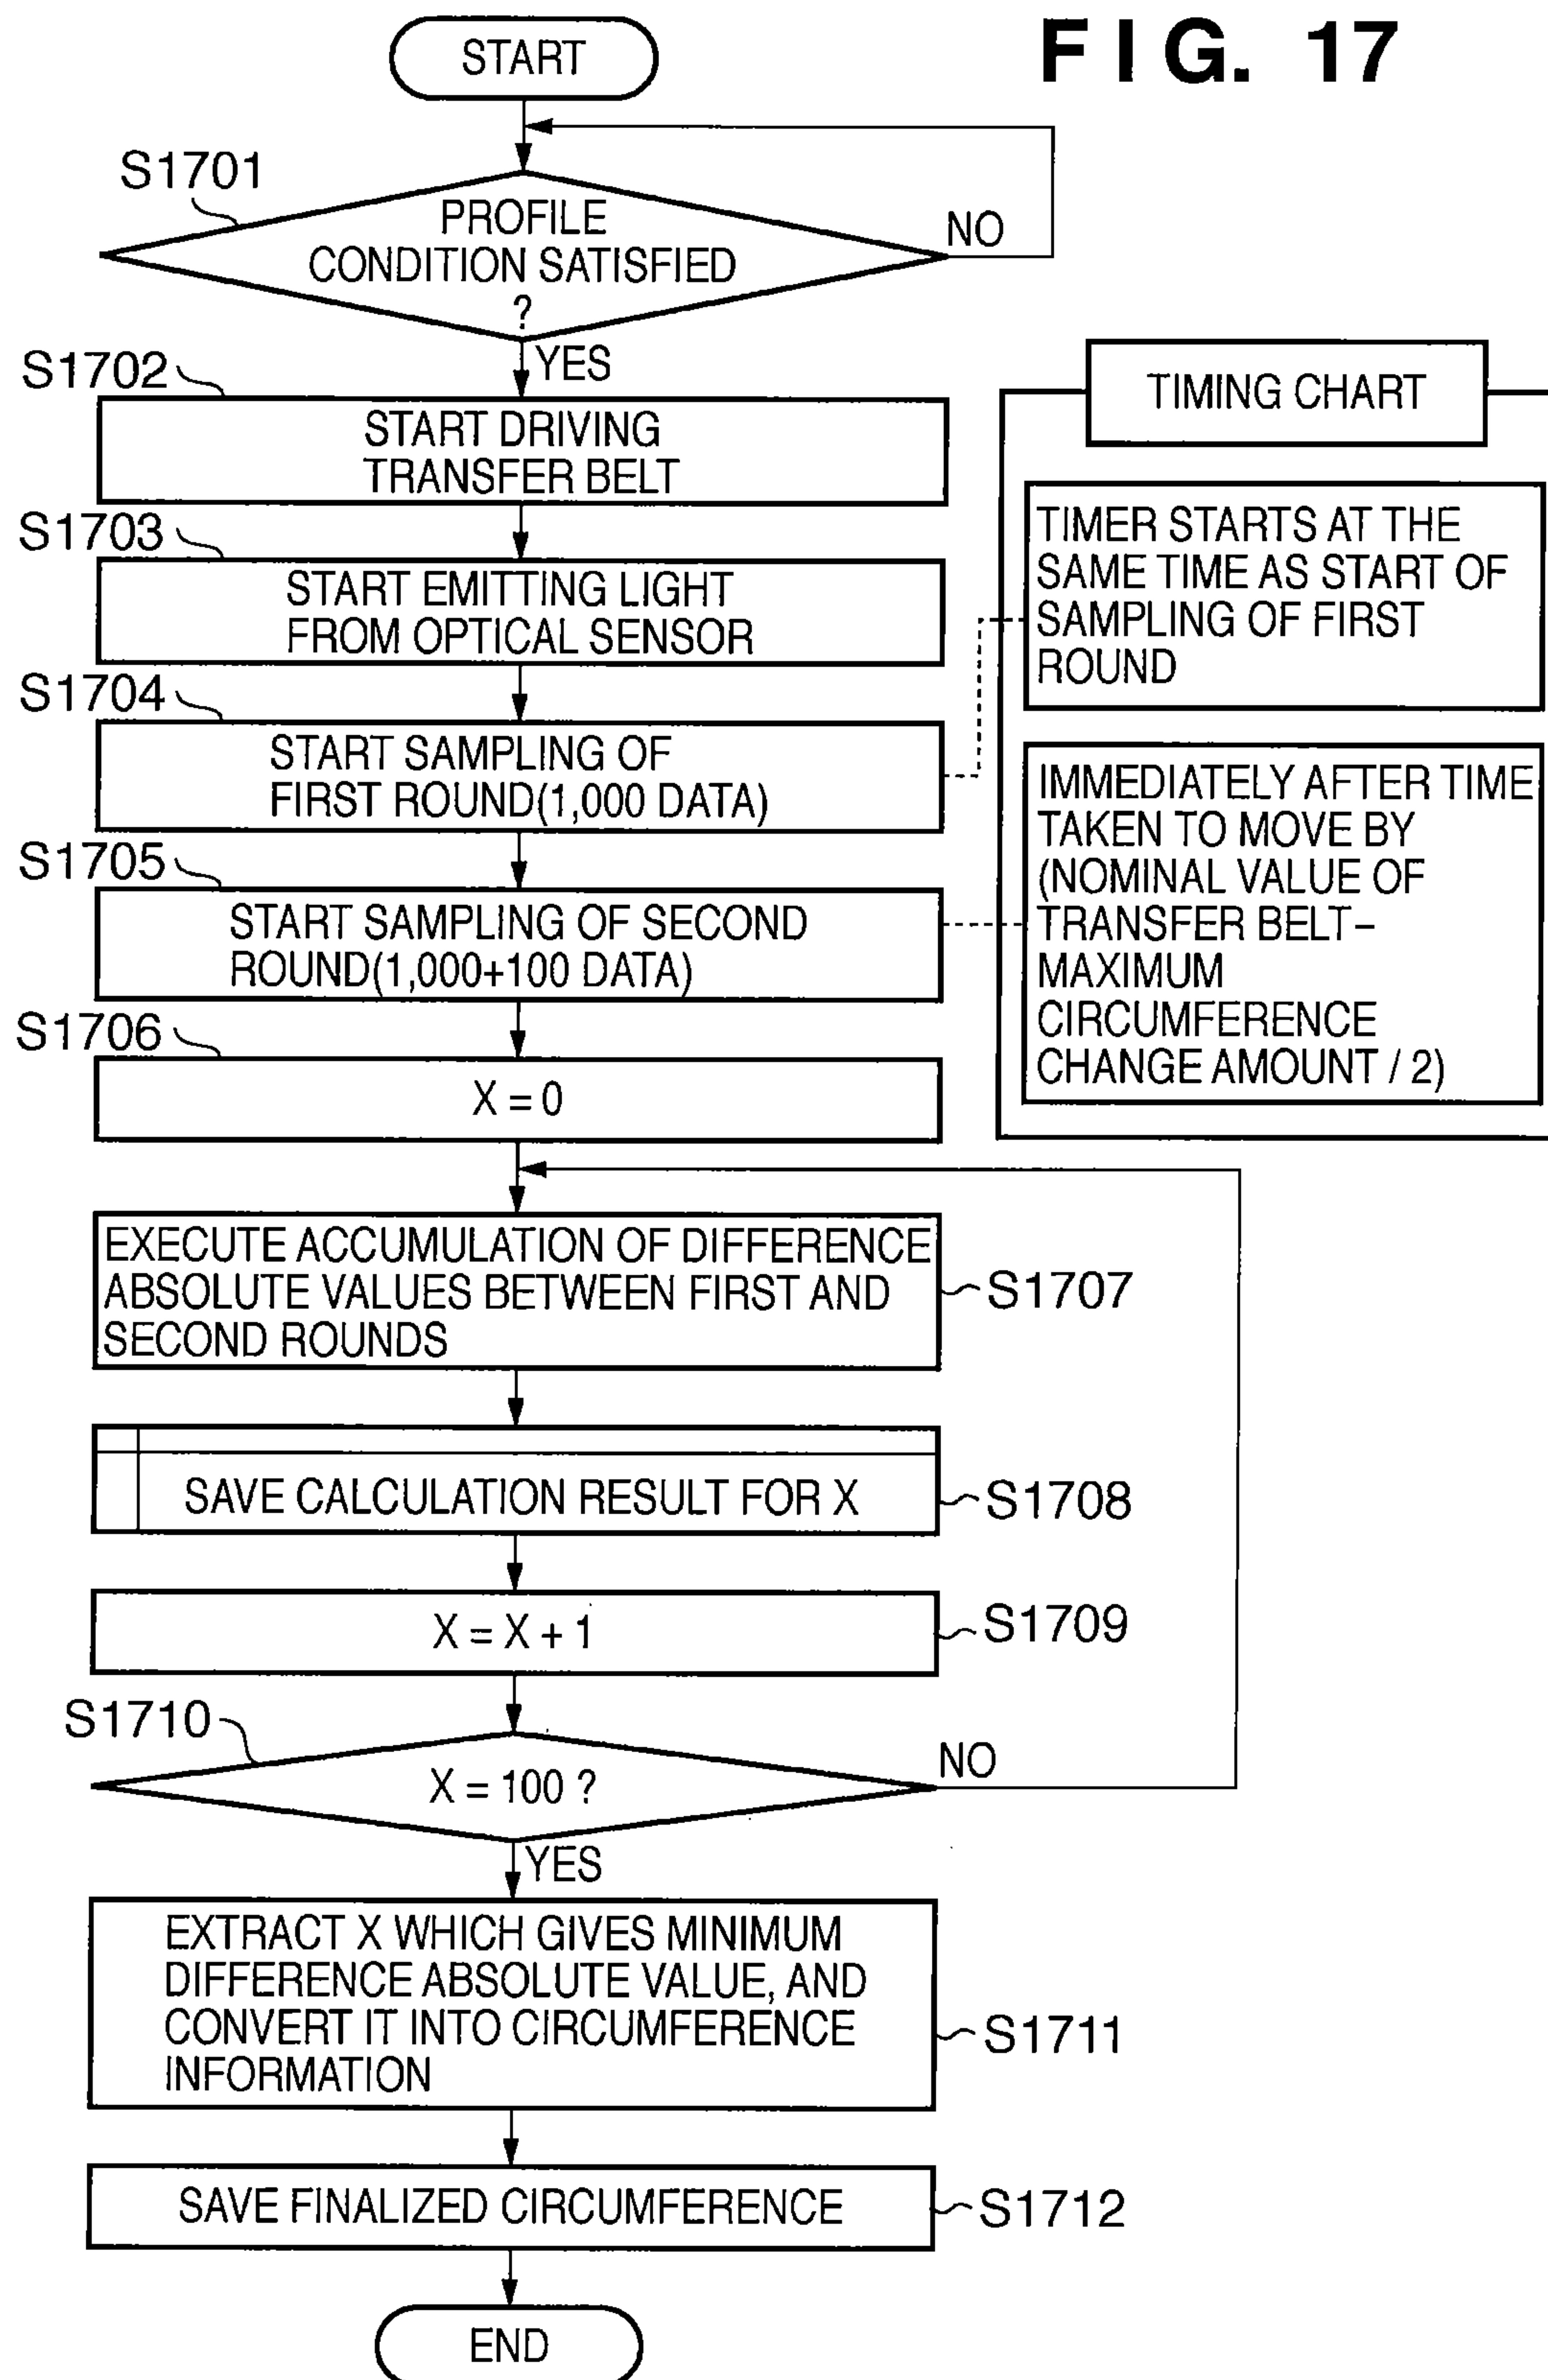 FIG. 17
START
S1701
PROFILE
CONDITION SATISFIED
?
NO
YES
S1702
START DRIVING
TRANSFER BELT
S1703
START EMITTING LIGHT
FROM OPTICAL SENSOR
S1704
START SAMPLING OF
FIRST ROUND(1,000 DATA)
S1705
START SAMPLING OF SECOND
ROUND(1,000+100 DATA)
TIMING CHART
TIMER STARTS AT THE
SAME TIME AS START OF
SAMPLING OF FIRST
ROUND
IMMEDIATELY AFTER TIME
TAKEN TO MOVE BY
(NOMINAL VALUE OF
TRANSFER BELT–
MAXIMUM
CIRCUMFERENCE
CHANGE AMOUNT / 2)
S1706
X = 0
EXECUTE ACCUMULATION OF DIFFERENCE
ABSOLUTE VALUES BETWEEN FIRST AND
SECOND ROUNDS
S1707
SAVE CALCULATION RESULT FOR X
S1708
X = X + 1
S1709
S1710
X = 100 ?
NO
YES
EXTRACT X WHICH GIVES MINIMUM
DIFFERENCE ABSOLUTE VALUE, AND
CONVERT IT INTO CIRCUMFERENCE
INFORMATION
S1711
SAVE FINALIZED CIRCUMFERENCE
S1712
END